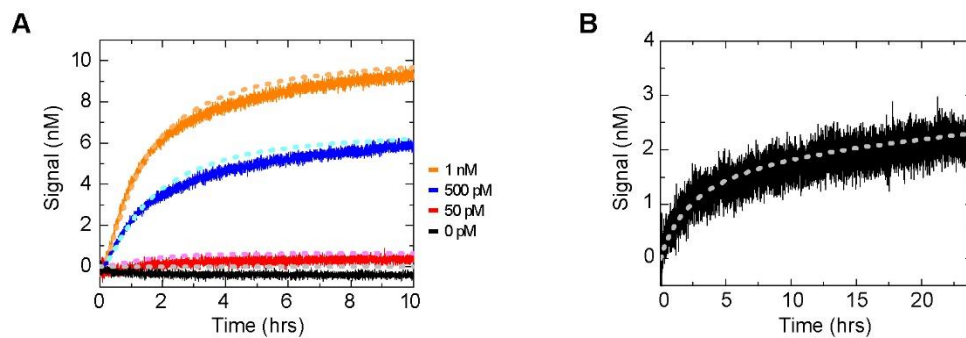 A
Signal (nM)
10
8
6
4
2
0
0 2 4 6 8 10
Time (hrs)
1 nM
500 pM
50 pM
0 pM
B
Signal (nM)
4
3
2
1
0
0 5 10 15 20
Time (hrs)